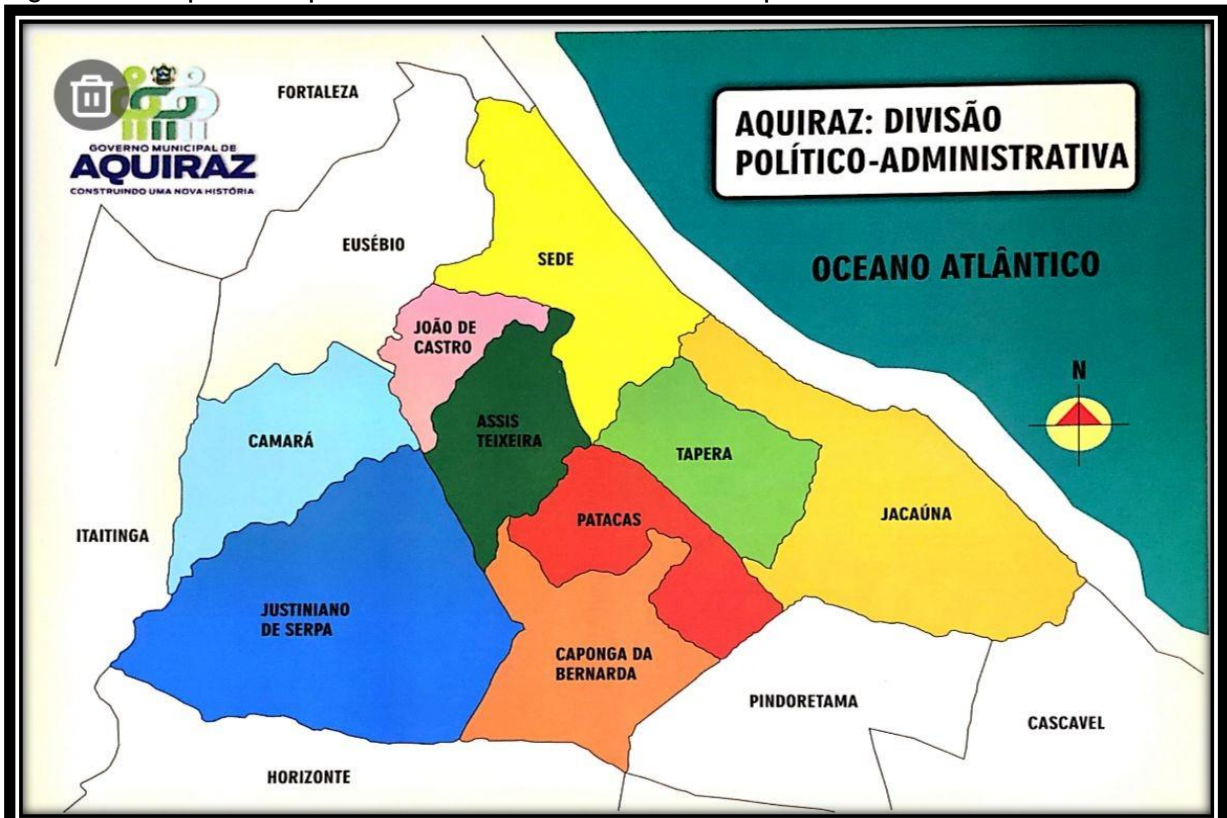 FORTALEZA
GOVERNO MUNICIPAL DE
AQUIRAZ
CONSTRUINDO UMA NOVA HISTÓRIA
AQUIRAZ: DIVISÃO
POLÍTICO-ADMINISTRATIVA
EUSÉBIO
SEDE
OCEANO ATLÂNTICO
JOÃO DE
CASTRO
N
CAMARÁ
ASSIS
TEIXEIRA
TAPERA
ITAITINGA
PATACAS
JACAÚNA
JUSTINIANO
DE SERPA
CAPONGA DA
BERNARDA
PINDORETAMA
CASCAVEL
HORIZONTE